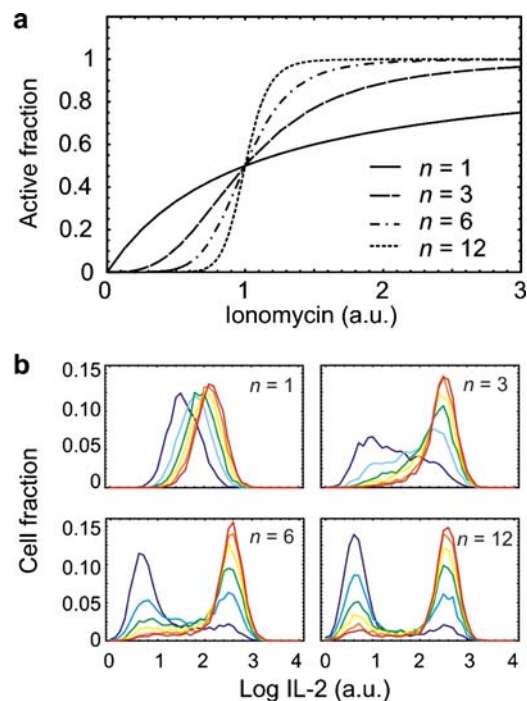 a
Active fraction
1
0.8
0.6
0.4
0.2
0
n = 1
n = 3
n = 6
n = 12
0
1
2
3
Ionomycin (a.u.)
b
Cell fraction
0.15
0.10
0.05
0
n = 1
n = 3
0.15
0.10
0.05
0
n = 6
n = 12
0 1 2 3 4
0 1 2 3 4
Log IL-2 (a.u.)